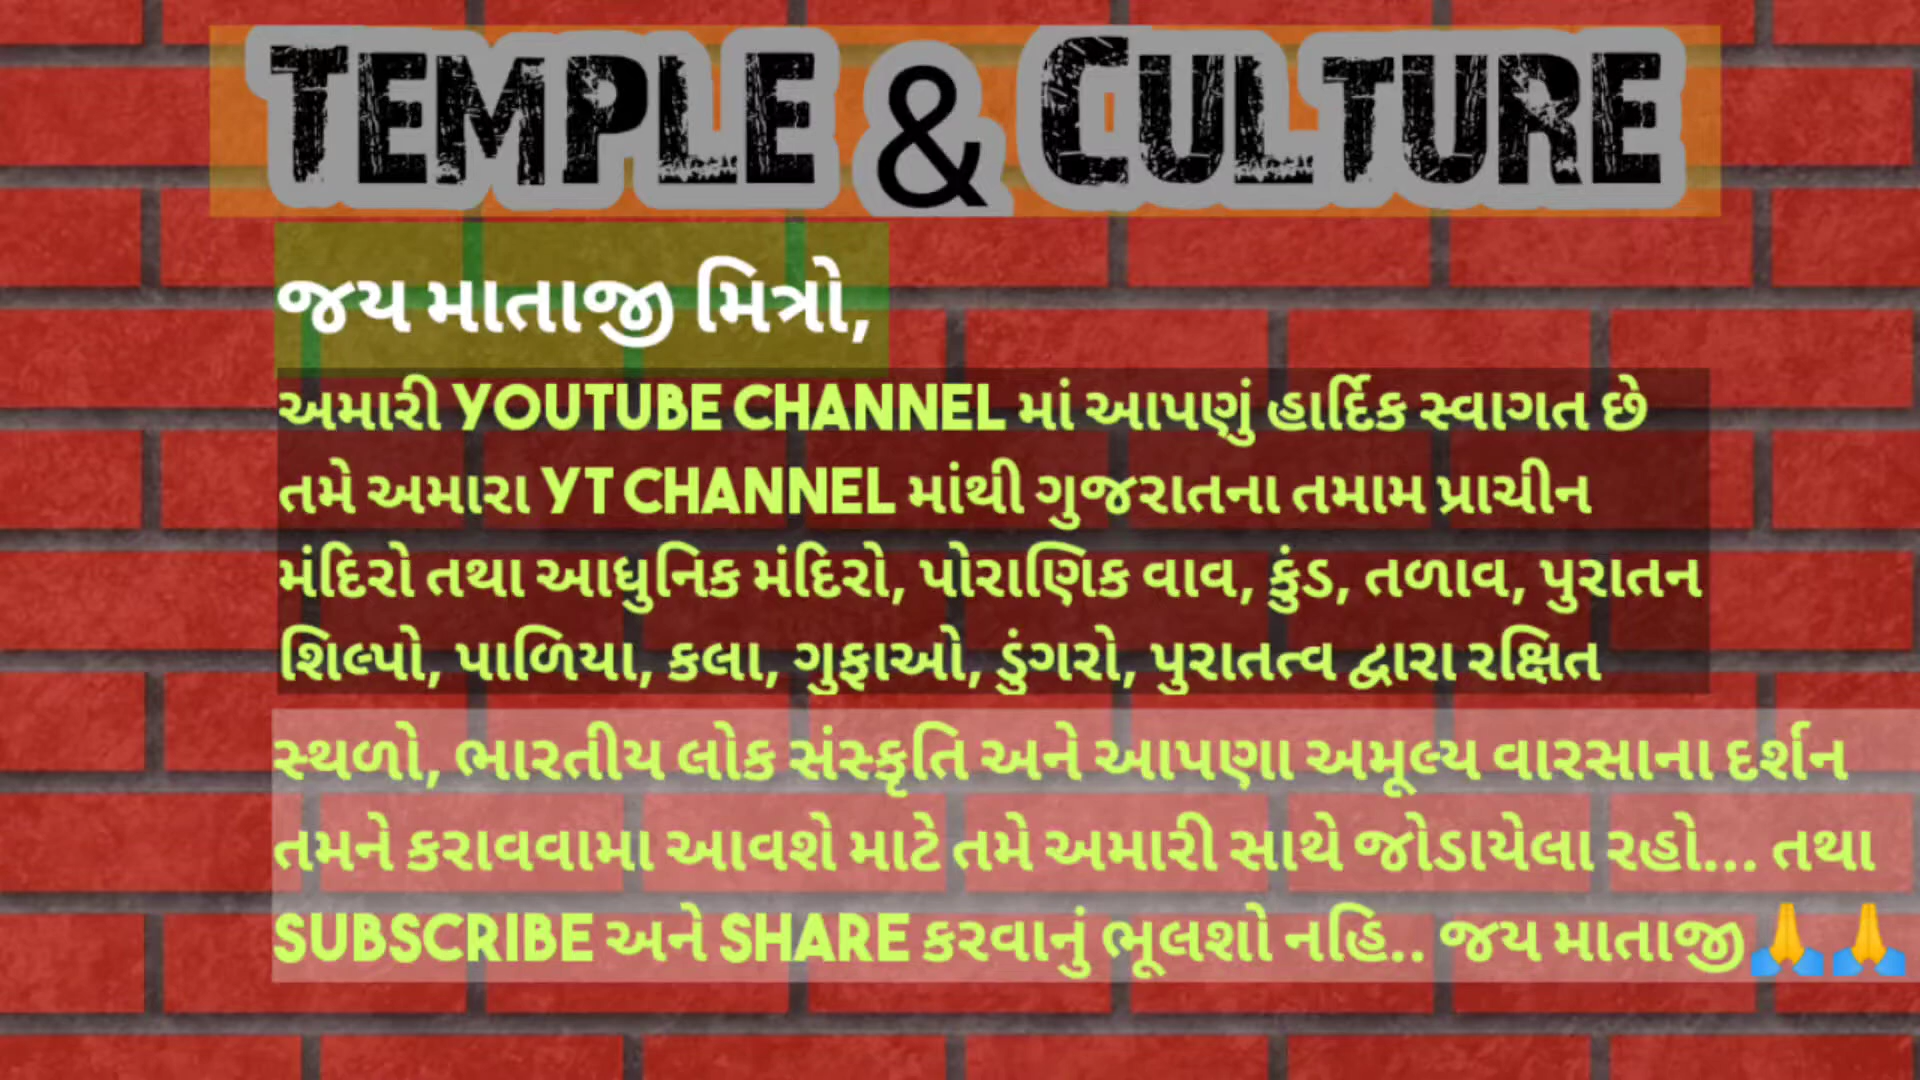 TEMPLE & CULTURE
જય માતાજી મિત્રો,
અમારી YOUTUBE CHANNEL માં આપણું હાર્દિક સ્વાગત છે
તમે અમારા YT CHANNEL માંથી ગુજરાતના તમામ પ્રાચીન
મંદિરો તથા આધુનિક મંદિરો, પોરાણિક વાવ, કુંડ, તળાવ, પુરાતન
શિલ્પો, પાળિયા, કલા, ગુફાઓ, ડુંગરો, પુરાતત્વ દ્વારા રક્ષિત
સ્થળો, ભારતીય લોક સંસ્કૃતિ અને આપણા અમૂલ્ય વારસાના દર્શન
તમને કરાવવામા આવશે માટે તમે અમારી સાથે જોડાયેલા રહો... તથા
SUBSCRIBE અને SHARE કરવાનું ભૂલશો નહિ.. જય માતાજી🙏🙏